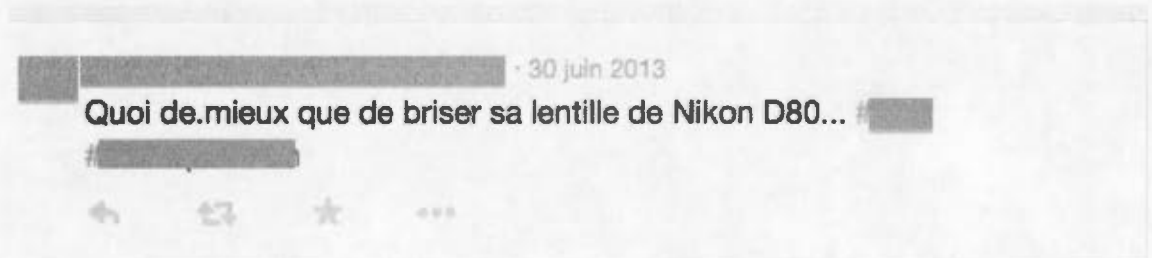 · 30 juin 2013
Quoi de.mieux que de briser sa lentille de Nikon D80... #
#